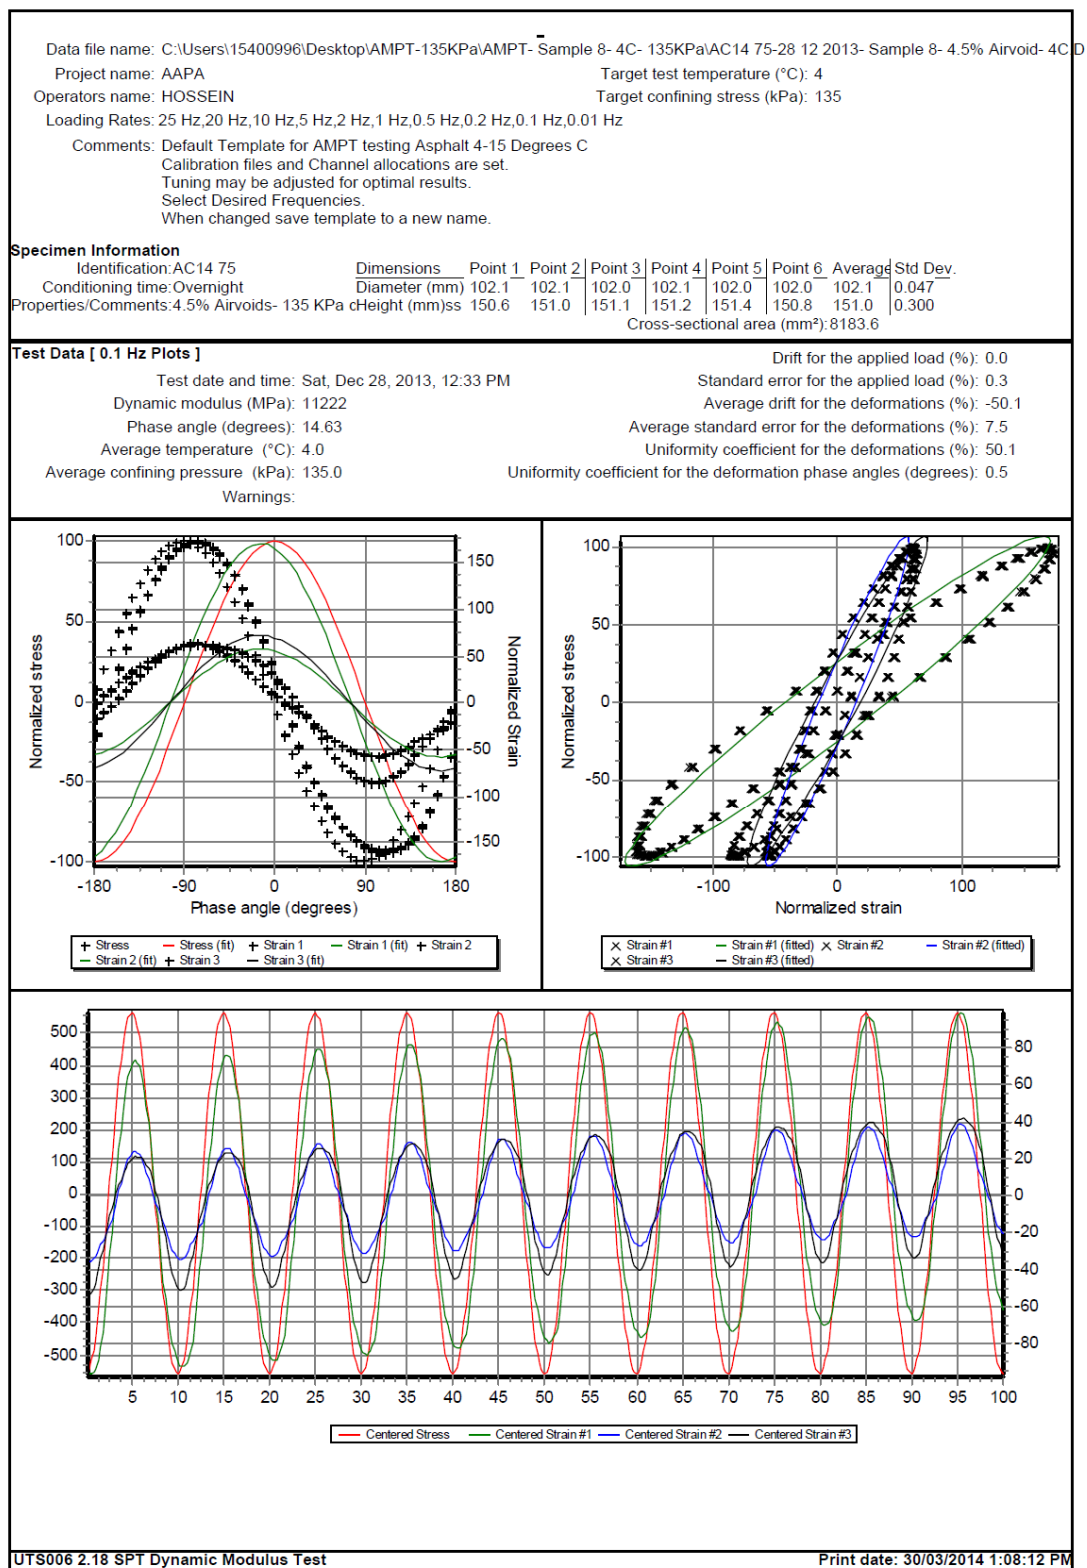 Data file name: C:\Users\15400996\Desktop\AMPT-135KPa\AMPT- Sample 8- 4C- 135KPa\AC14 75-28 12 2013- Sample 8- 4.5% Airvoid- 4C.D
Project name: AAPA Target test temperature (°C): 4
Operators name: HOSSEIN Target confining stress (kPa): 135
Loading Rates: 25 Hz,20 Hz,10 Hz,5 Hz,2 Hz,1 Hz,0.5 Hz,0.2 Hz,0.1 Hz,0.01 Hz
Comments: Default Template for AMPT testing Asphalt 4-15 Degrees C
Calibration files and Channel allocations are set.
Tuning may be adjusted for optimal results.
Select Desired Frequencies.
When changed save template to a new name.
Specimen Information
Identification:AC14 75 Dimensions Point 1 Point 2 Point 3 Point 4 Point 5 Point 6 Average Std Dev.
Conditioning time:Overnight Diameter (mm) 102.1 102.1 102.0 102.1 102.0 102.0 102.1 0.047
Properties/Comments:4.5% Airvoids- 135 KPa cHeight (mm)ss 150.6 151.0 151.1 151.2 151.4 150.8 151.0 0.300
Cross-sectional area (mm²):8183.6
Test Data [ 0.1 Hz Plots ] Drift for the applied load (%): 0.0
Test date and time: Sat, Dec 28, 2013, 12:33 PM Standard error for the applied load (%): 0.3
Dynamic modulus (MPa): 11222 Average drift for the deformations (%): -50.1
Phase angle (degrees): 14.63 Average standard error for the deformations (%): 7.5
Average temperature (°C): 4.0 Uniformity coefficient for the deformations (%): 50.1
Average confining pressure (kPa): 135.0 Uniformity coefficient for the deformation phase angles (degrees): 0.5
Warnings:
100
50
0
-50
-100
Normalized stress
150
100
50
0
-50
-100
-150
Normalized Strain
-180 -90 0 90 180
Phase angle (degrees)
+ Stress — Stress (fit) + Strain 1 — Strain 1 (fit) + Strain 2
— Strain 2 (fit) + Strain 3 — Strain 3 (fit)
100
50
0
-50
-100
Normalized stress
-100 0 100
Normalized strain
× Strain #1 — Strain #1 (fitted) × Strain #2 — Strain #2 (fitted)
× Strain #3 — Strain #3 (fitted)
500
400
300
200
100
0
-100
-200
-300
-400
-500
80
60
40
20
0
-20
-40
-60
-80
5 10 15 20 25 30 35 40 45 50 55 60 65 70 75 80 85 90 95 100
— Centered Stress — Centered Strain #1 — Centered Strain #2 — Centered Strain #3
UTS006 2.18 SPT Dynamic Modulus Test Print date: 30/03/2014 1:08:12 PM